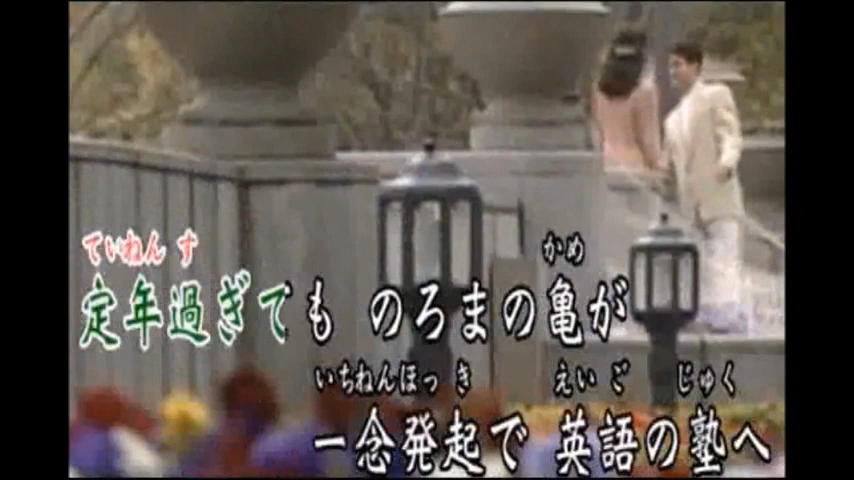 ていねん す かめ
定年過ぎても のろまの亀が
いちねんほっ き えい ご じゅく
一念発起で 英語の塾へ